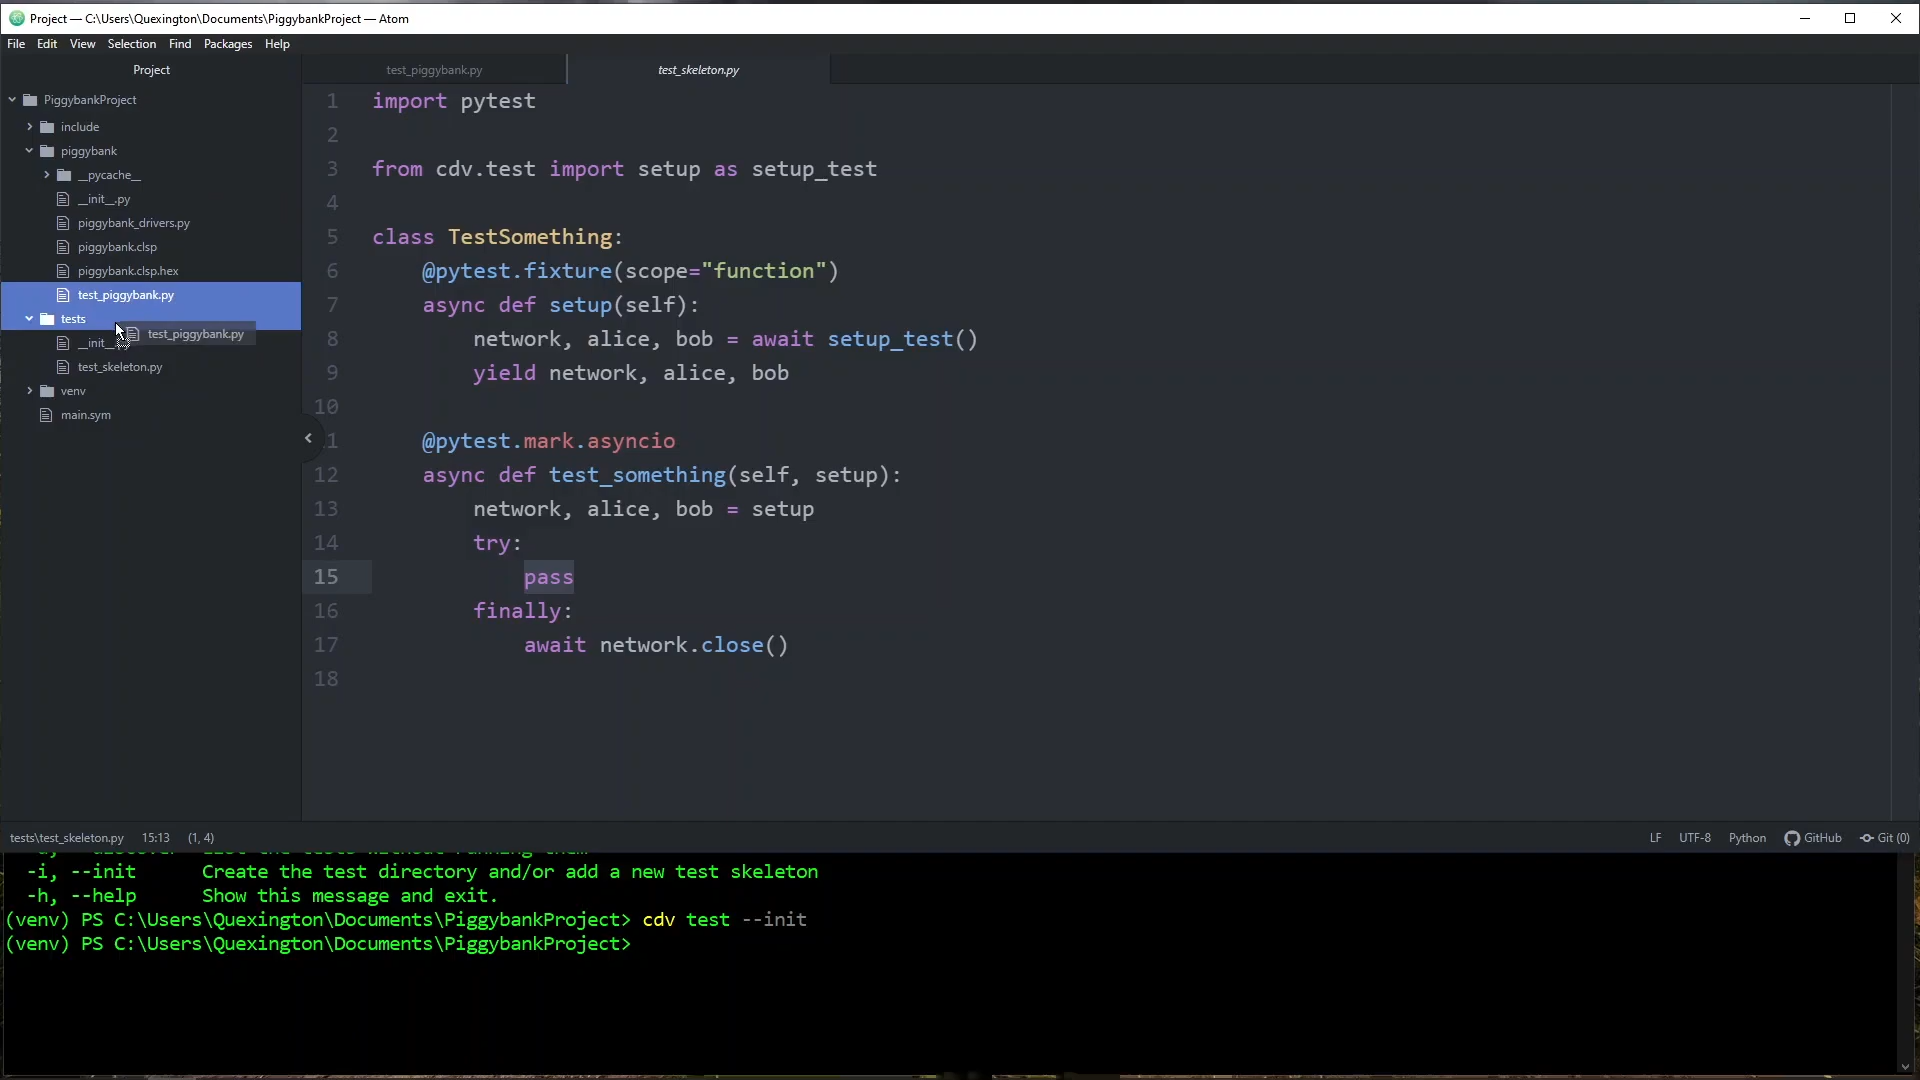 Project — C:\Users\Quexington\Documents\PiggybankProject — Atom
File Edit View Selection Find Packages Help
Project
PiggybankProject
include
piggybank
__pycache__
__init__.py
piggybank_drivers.py
piggybank.clsp
piggybank.clsp.hex
test_piggybank.py
tests
test_piggybank.py
test_skeleton.py
venv
main.sym
test_piggybank.py test_skeleton.py
1 import pytest
2
3 from cdv.test import setup as setup_test
4
5 class TestSomething:
6 @pytest.fixture(scope="function")
7 async def setup(self):
8 network, alice, bob = await setup_test()
9 yield network, alice, bob
10
11 @pytest.mark.asyncio
12 async def test_something(self, setup):
13 network, alice, bob = setup
14 try:
15 pass
16 finally:
17 await network.close()
18
tests\test_skeleton.py 15:13 (1, 4) LF UTF-8 Python GitHub Git (0)
-i, --init Create the test directory and/or add a new test skeleton
-h, --help Show this message and exit.
(venv) PS C:\Users\Quexington\Documents\PiggybankProject> cdv test --init
(venv) PS C:\Users\Quexington\Documents\PiggybankProject>